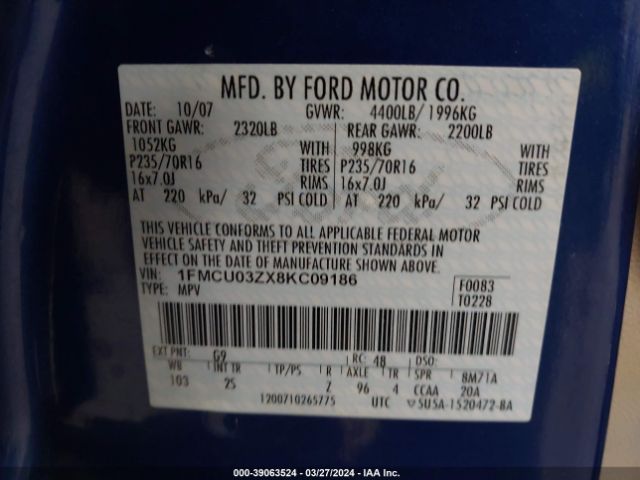 MFD. BY FORD MOTOR CO.
DATE: 10/07 GVWR: 4400LB/ 1996KG
FRONT GAWR: 2320LB REAR GAWR: 2200LB
1052KG WITH 998KG WITH
P235/70R16 TIRES P235/70R16 TIRES
16x7.0J RIMS 16x7.0J RIMS
AT 220 kPa/ 32 PSI COLD AT 220 kPa/ 32 PSI COLD
THIS VEHICLE CONFORMS TO ALL APPLICABLE FEDERAL MOTOR
VEHICLE SAFETY AND THEFT PREVENTION STANDARDS IN
EFFECT ON THE DATE OF MANUFACTURE SHOWN ABOVE.
VIN: 1FMCU03ZX8KC09186 F0083
TYPE: MPV T0228
EXT PNT: G9 RC: 48 DSO:
WB INT TR TP/PS R AXLE TR SPR 8M71A
103 25 Z 96 4 CCAA 20A
1200710265775 UTC ▽5U5A-1520472-BA
000-39063524 | 03/27/2024 | IAA Inc.